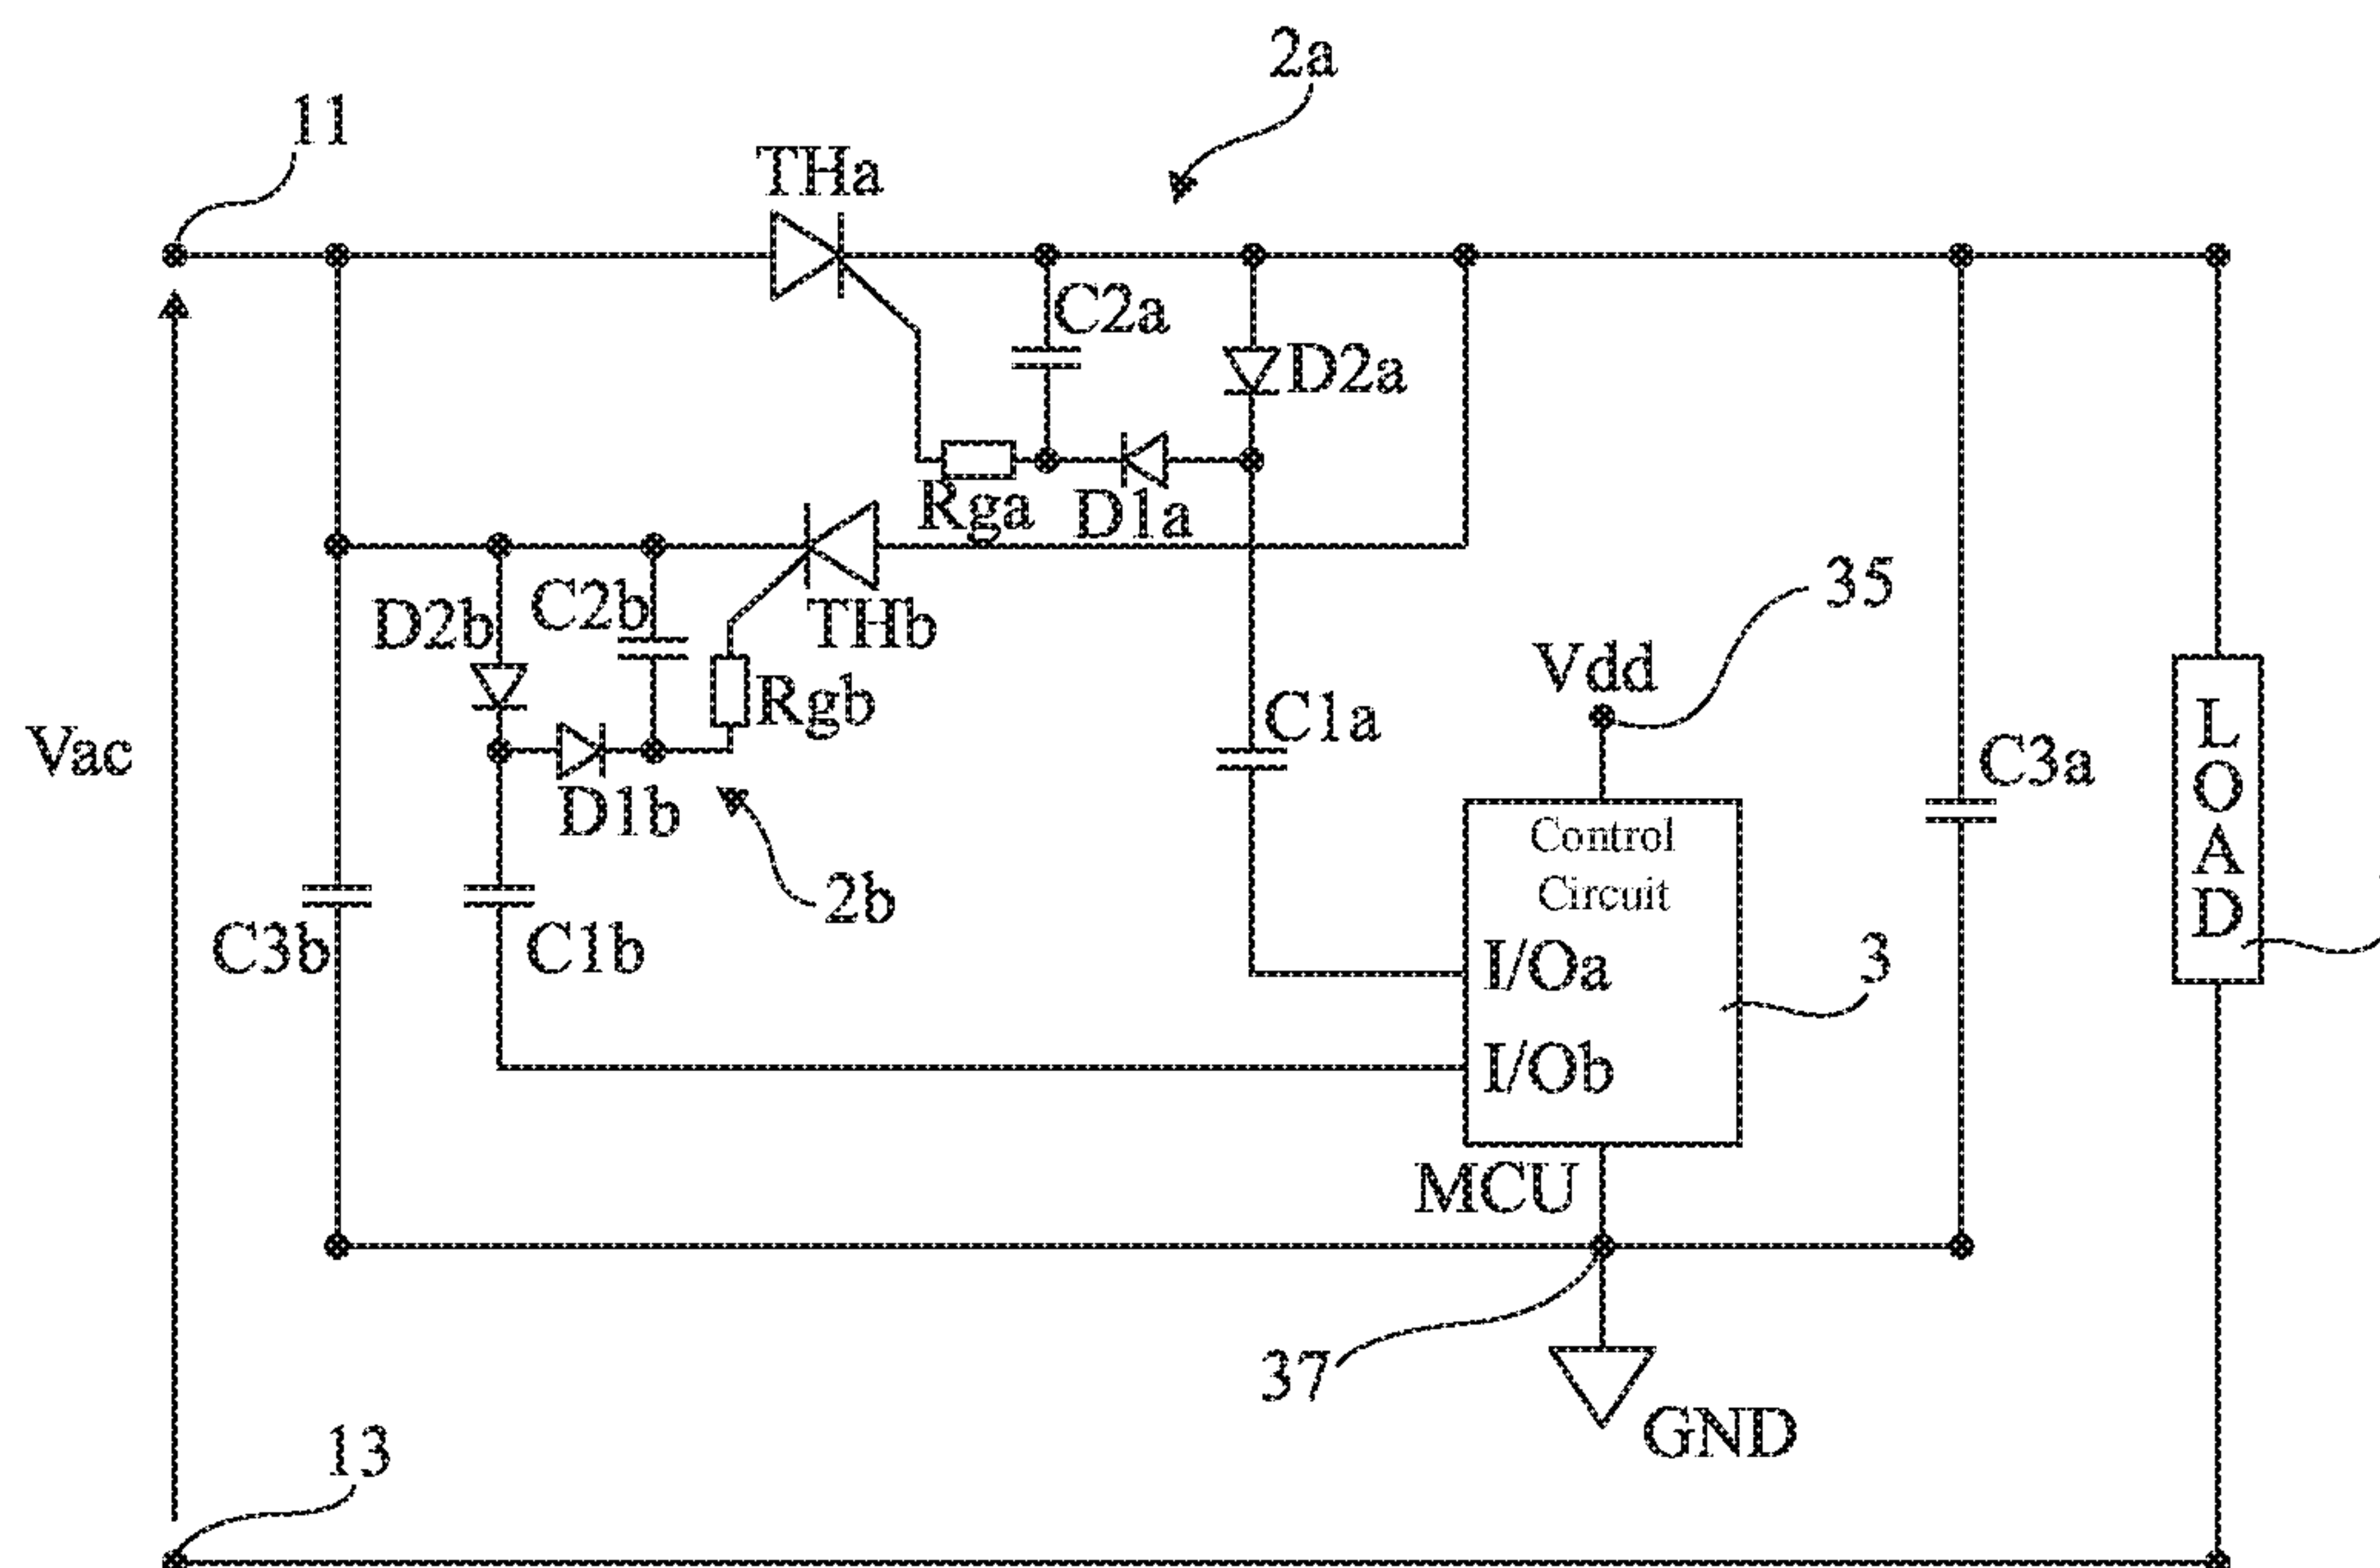 2a
11
THa
C2a
D2a
Rga
D1a
35
D2b
C2b
THb
Vdd
Rgb
C1a
Vac
C3a
LOAD
D1b
Control
Circuit
2b
C3b
C1b
I/Oa
3
I/Ob
MCU
37
GND
13